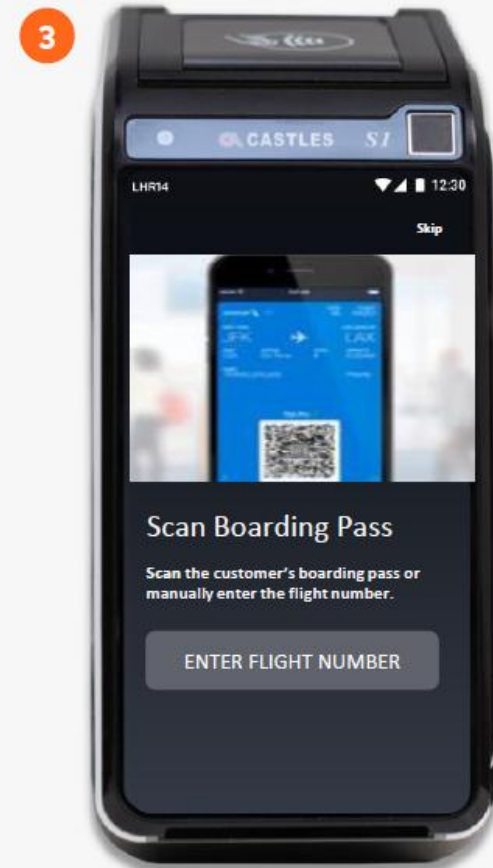 3
CASTLES S1
LHR14 12:30
Skip
JFK LAX
Scan Boarding Pass
Scan the customer's boarding pass or
manually enter the flight number.
ENTER FLIGHT NUMBER